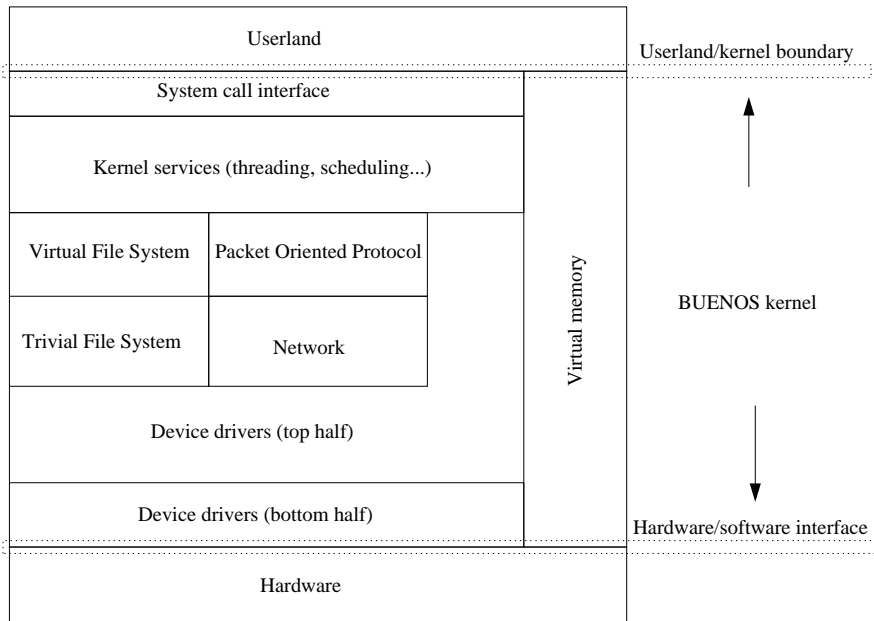 Userland
Userland/kernel boundary
System call interface
Kernel services (threading, scheduling...)
Virtual File System
Packet Oriented Protocol
Virtual memory
BUENOS kernel
Trivial File System
Network
Device drivers (top half)
Device drivers (bottom half)
Hardware/software interface
Hardware